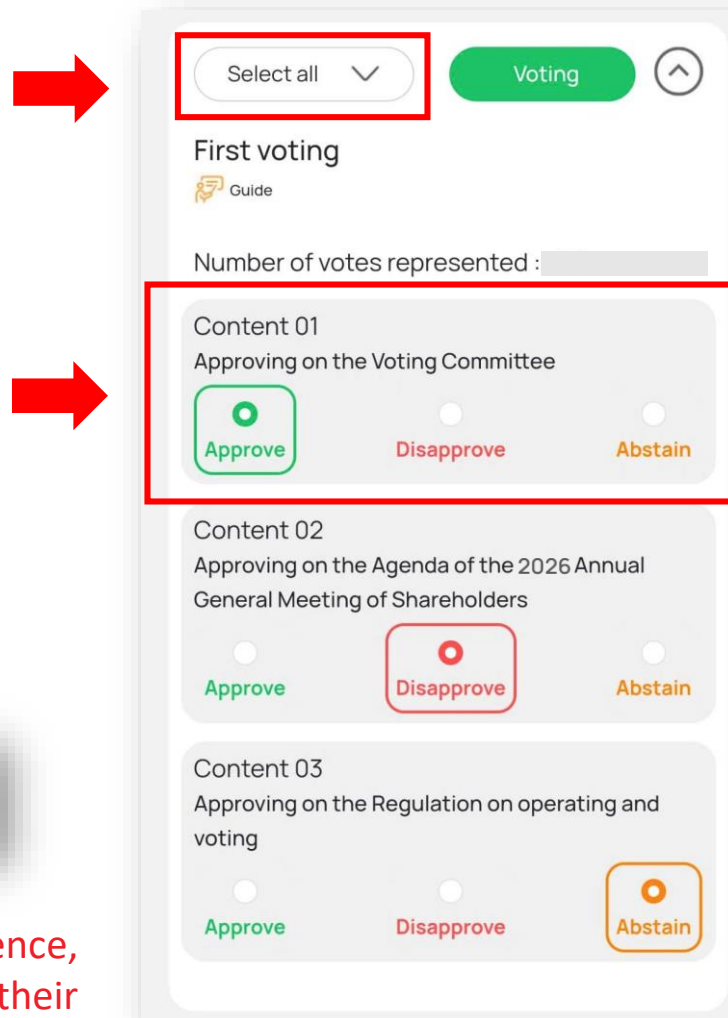 Select all
Voting
First voting
Guide
Number of votes represented :
Content 01
Approving on the Voting Committee
Approve Disapprove Abstain
Content 02
Approving on the Agenda of the 2026 Annual
General Meeting of Shareholders
Approve Disapprove Abstain
Content 03
Approving on the Regulation on operating and
voting
Approve Disapprove Abstain
ence,
their